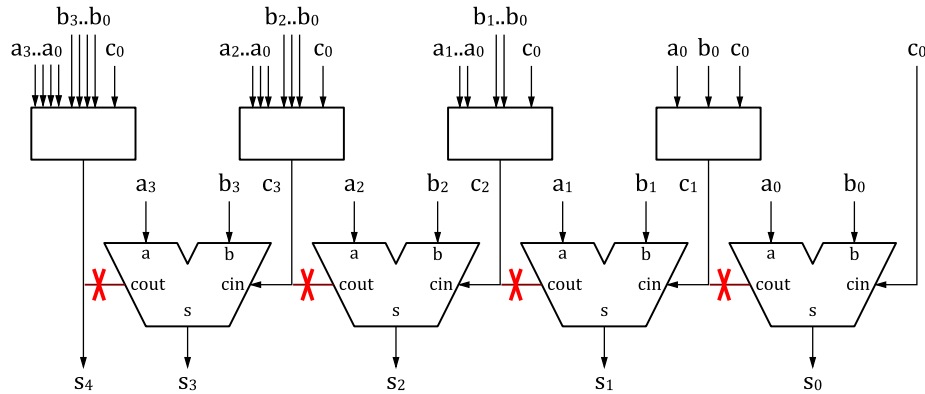 b₃..b₀ b₂..b₀ b₁..b₀
a₃..a₀ c₀ a₂..a₀ c₀ a₁..a₀ c₀ a₀ b₀ c₀ c₀
a₃ b₃ c₃ a₂ b₂ c₂ a₁ b₁ c₁ a₀ b₀
a b a b a b a b
cout cin cout cin cout cin cout cin
s s s s
s₄ s₃ s₂ s₁ s₀